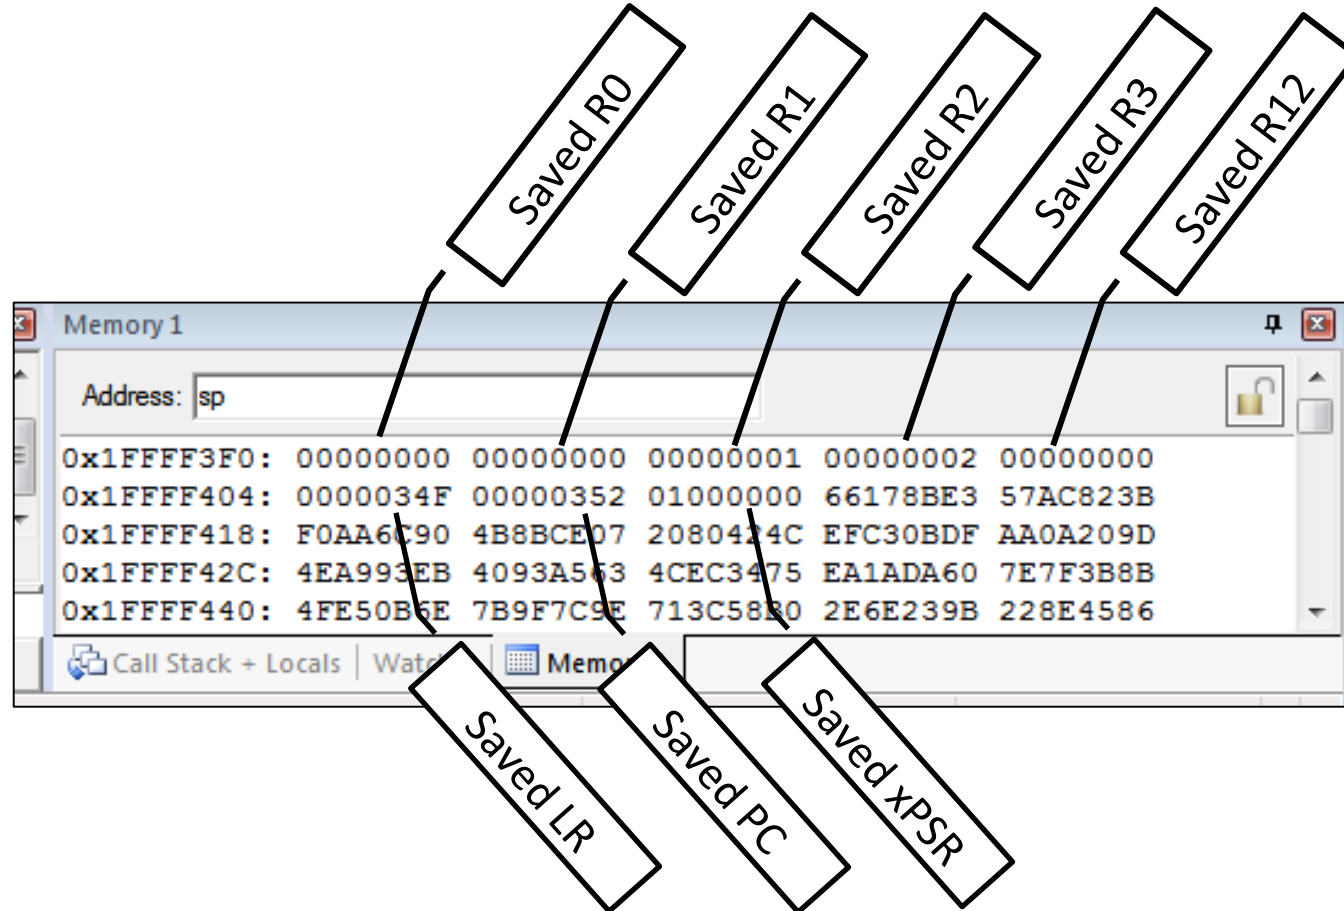 Saved R0
Saved R1
Saved R2
Saved R3
Saved R12
Memory 1
Address: sp
0x1FFFF3F0: 00000000 00000000 00000001 00000002 00000000
0x1FFFF404: 0000034F 00000352 01000000 66178BE3 57AC823B
0x1FFFF418: F0AA6C90 4B8BCE07 2080424C EFC30BDF AA0A209D
0x1FFFF42C: 4EA993EB 4093A563 4CEC3475 EA1ADA60 7E7F3B8B
0x1FFFF440: 4FE50B6E 7B9F7C9E 713C58B0 2E6E239B 228E4586
Call Stack + Locals
Saved LR
Saved PC
Saved xPSR